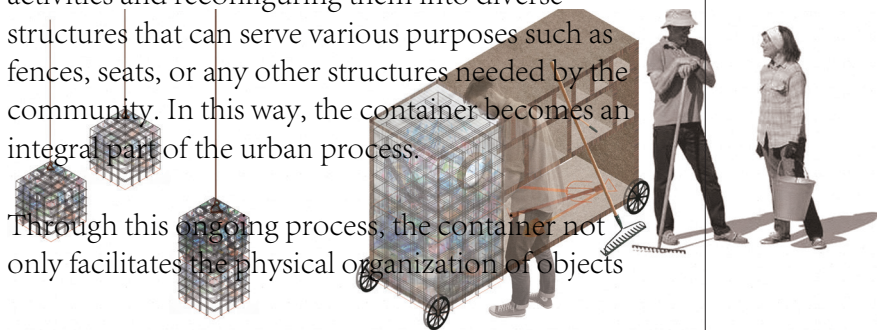 activities and reconfiguring them into diverse
structures that can serve various purposes such as
fences, seats, or any other structures needed by the
community. In this way, the container becomes an
integral part of the urban process.
Through this ongoing process, the container not
only facilitates the physical organization of objects